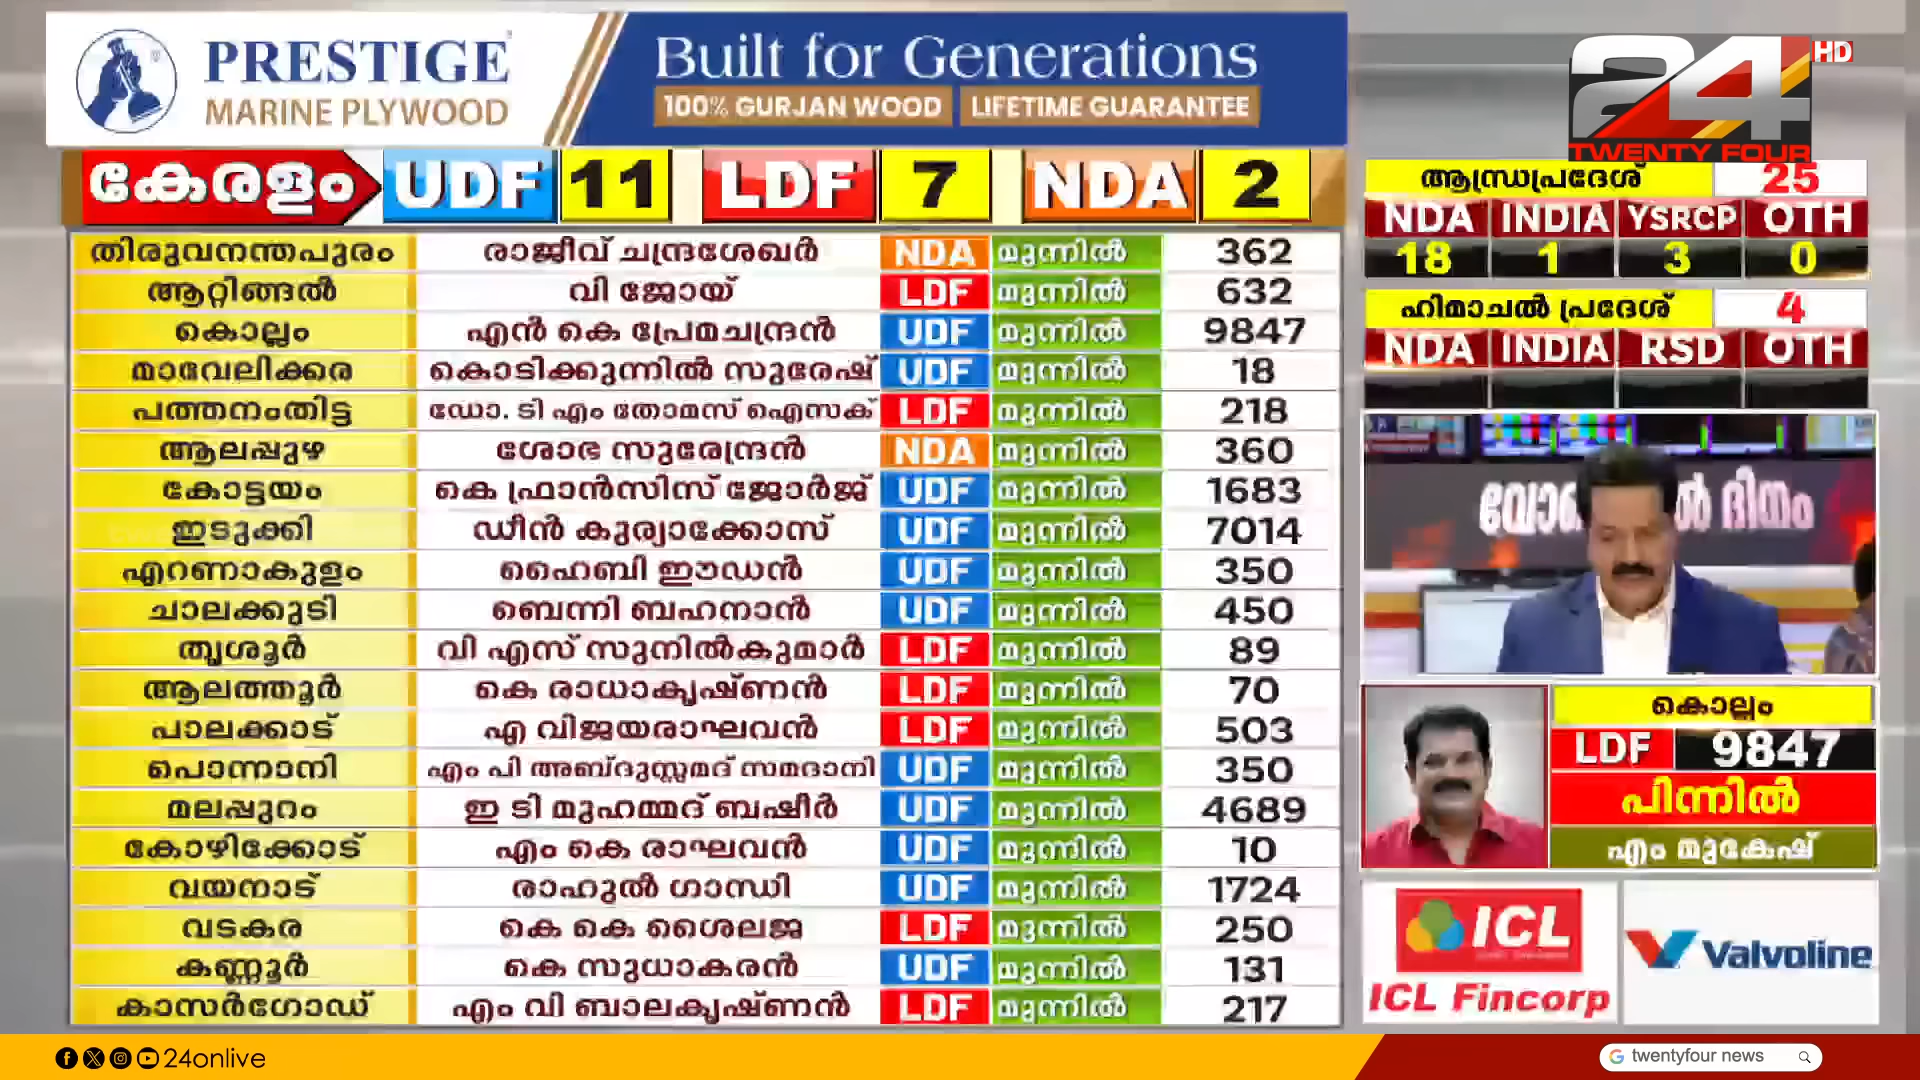 PRESTIGE
MARINE PLYWOOD
Built for Generations
100% GURJAN WOOD LIFETIME GUARANTEE
24 HD
TWENTY FOUR
കേരളം UDF 11 LDF 7 NDA 2
തിരുവനന്തപുരം രാജീവ് ചന്ദ്രശേഖർ NDA മുന്നിൽ 362
ആറ്റിങ്ങൽ വി ജോയ് LDF മുന്നിൽ 632
കൊല്ലം എൻ കെ പ്രേമചന്ദ്രൻ UDF മുന്നിൽ 9847
മാവേലിക്കര കൊടിക്കുന്നിൽ സുരേഷ് UDF മുന്നിൽ 18
പത്തനംതിട്ട ഡോ. ടി എം തോമസ് ഐസക് LDF മുന്നിൽ 218
ആലപ്പുഴ ശോഭ സുരേന്ദ്രൻ NDA മുന്നിൽ 360
കോട്ടയം കെ ഫ്രാൻസിസ് ജോർജ് UDF മുന്നിൽ 1683
ഇടുക്കി ഡീൻ കുര്യാക്കോസ് UDF മുന്നിൽ 7014
എറണാകുളം ഹൈബി ഈഡൻ UDF മുന്നിൽ 350
ചാലക്കുടി ബെന്നി ബഹനാൻ UDF മുന്നിൽ 450
തൃശൂർ വി എസ് സുനിൽകുമാർ LDF മുന്നിൽ 89
ആലത്തൂർ കെ രാധാകൃഷ്ണൻ LDF മുന്നിൽ 70
പാലക്കാട് എ വിജയരാഘവൻ LDF മുന്നിൽ 503
പൊന്നാനി എം പി അബ്ദുസ്സമദ് സമദാനി UDF മുന്നിൽ 350
മലപ്പുറം ഇ ടി മുഹമ്മദ് ബഷീർ UDF മുന്നിൽ 4689
കോഴിക്കോട് എം കെ രാഘവൻ UDF മുന്നിൽ 10
വയനാട് രാഹുൽ ഗാന്ധി UDF മുന്നിൽ 1724
വടകര കെ കെ ശൈലജ LDF മുന്നിൽ 250
കണ്ണൂർ കെ സുധാകരൻ UDF മുന്നിൽ 131
കാസർഗോഡ് എം വി ബാലകൃഷ്ണൻ LDF മുന്നിൽ 217
ആന്ധ്രപ്രദേശ് 25
NDA INDIA YSRCP OTH
18 1 3 0
ഹിമാചൽ പ്രദേശ് 4
NDA INDIA RSD OTH
ദിനം
കൊല്ലം
LDF 9847
പിന്നിൽ
എം മുകേഷ്
ICL
ICL Fincorp
Valvoline
24onlive
twentyfour news